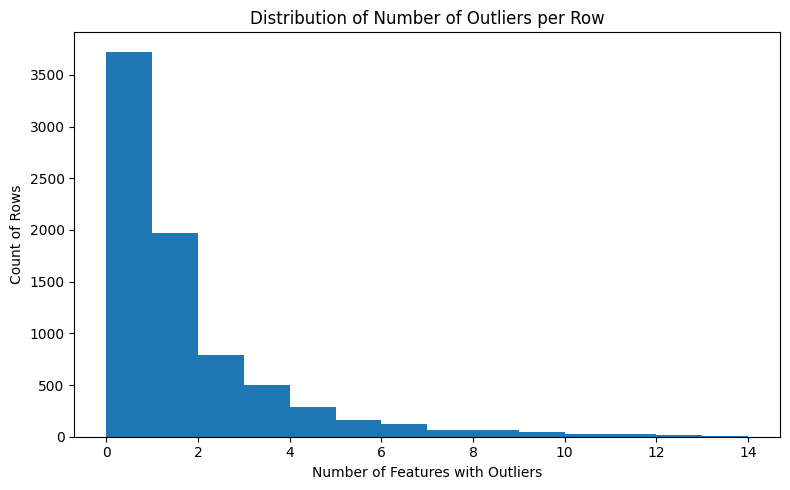 Distribution of Number of Outliers per Row
Count of Rows
3500
3000
2500
2000
1500
1000
500
0
0 2 4 6 8 10 12 14
Number of Features with Outliers